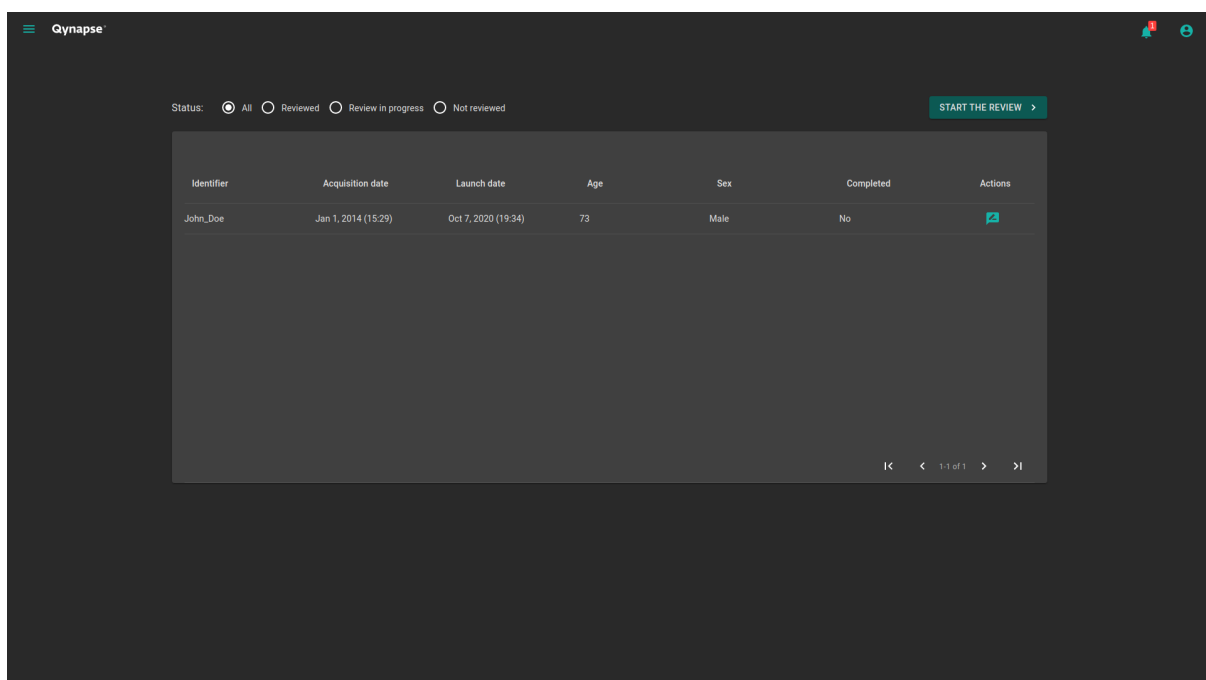 Qynapse
1
Status: All Reviewed Review in progress Not reviewed START THE REVIEW
Identifier Acquisition date Launch date Age Sex Completed Actions
John_Doe Jan 1, 2014 (15:29) Oct 7, 2020 (19:34) 73 Male No
1-1 of 1